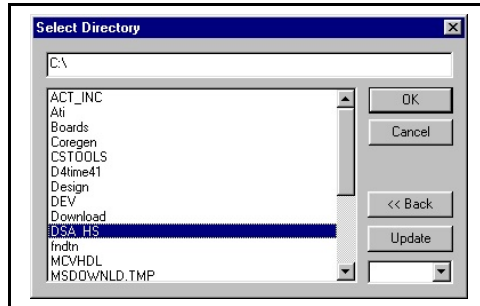 Select Directory
C:\
ACT_INC
Ati
Boards
Coregen
CSTOOLS
D4time41
Design
DEV
Download
DSA_HS
fndtn
MCVHDL
MSDOWNLD.TMP
OK
Cancel
<< Back
Update